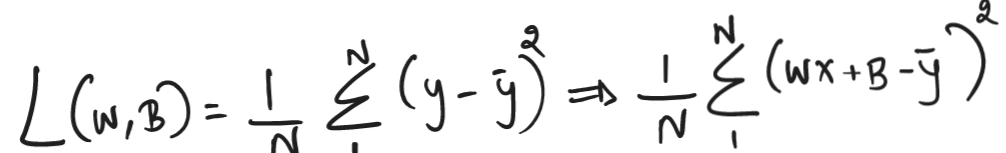 L(w,B) = 1/N Σ_1^N (y - ȳ)^2 ⇒ 1/N Σ_1^N (wx + B - ȳ)^2